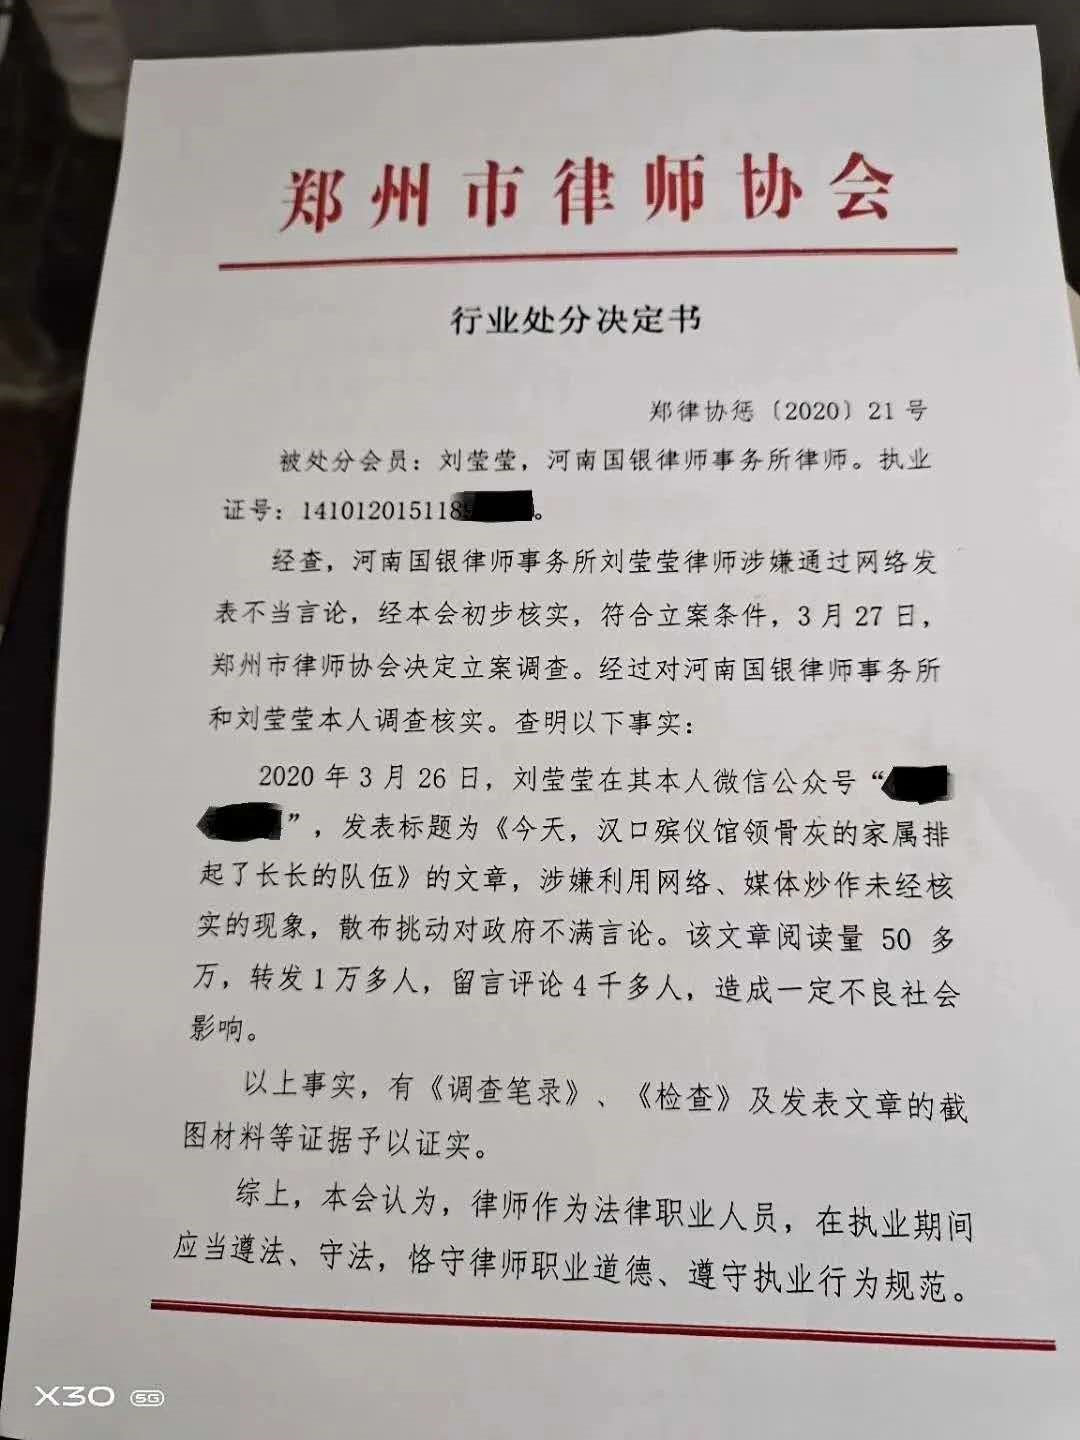 郑州市律师协会
行业处分决定书
郑律协惩〔2020〕21号
被处分会员：刘莹莹，河南国银律师事务所律师。执业
证号：141012015118。
经查，河南国银律师事务所刘莹莹律师涉嫌通过网络发
表不当言论，经本会初步核实，符合立案条件，3月27日，
郑州市律师协会决定立案调查。经过对河南国银律师事务所
和刘莹莹本人调查核实。查明以下事实：
2020年3月26日，刘莹莹在其本人微信公众号“
”，发表标题为《今天，汉口殡仪馆领骨灰的家属排
起了长长的队伍》的文章，涉嫌利用网络、媒体炒作未经核
实的现象，散布挑动对政府不满言论。该文章阅读量 50 多
万，转发1万多人，留言评论4千多人，造成一定不良社会
影响。
以上事实，有《调查笔录》、《检查》及发表文章的截
图材料等证据予以证实。
综上，本会认为，律师作为法律职业人员，在执业期间
应当遵法、守法，恪守律师职业道德、遵守执业行为规范。
X30 5G